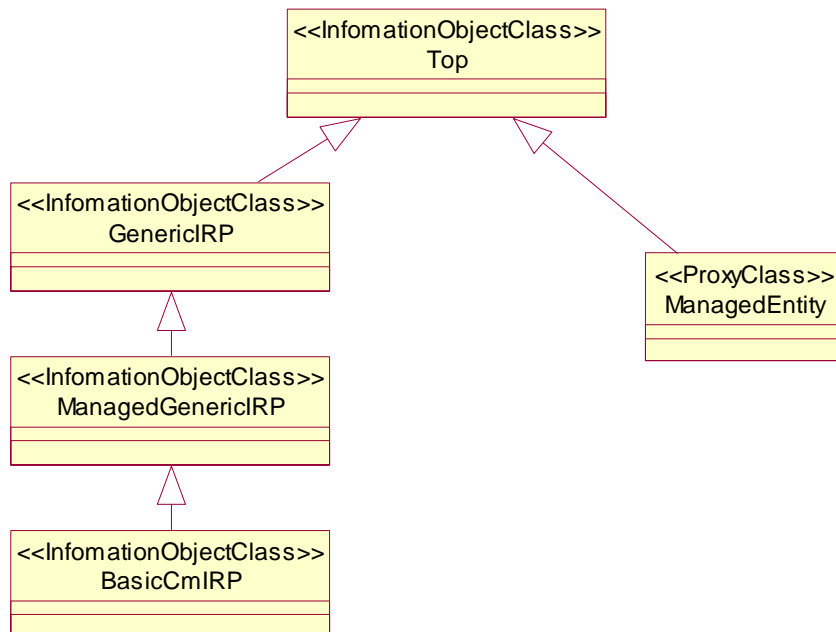 <<InfomationObjectClass>>
Top
<<InfomationObjectClass>>
GenericIRP
<<ProxyClass>>
ManagedEntity
<<InfomationObjectClass>>
ManagedGenericIRP
<<InfomationObjectClass>>
BasicCmIRP